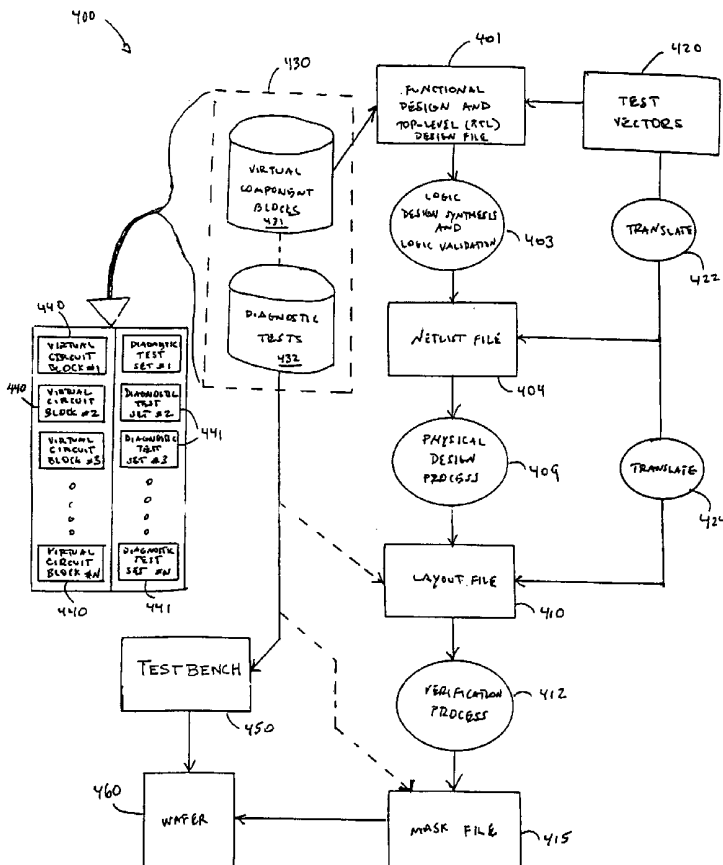 400
430
401
420
FUNCTIONAL
DESIGN AND
TOP-LEVEL (RTL)
DESIGN FILE
TEST
VECTORS
VIRTUAL
COMPONENT
BLOCKS
431
LOGIC
DESIGN SYNTHESIS
AND
LOGIC VALIDATION
403
TRANSLATE
422
DIAGNOSTIC
TESTS
432
NETLIST FILE
404
440
VIRTUAL
CIRCUIT
BLOCK #1
DIAGNOSTIC
TEST
SET #1
440
VIRTUAL
CIRCUIT
BLOCK #2
DIAGNOSTIC
TEST
SET #2
441
VIRTUAL
CIRCUIT
BLOCK #3
DIAGNOSTIC
TEST
SET #3
VIRTUAL
CIRCUIT
BLOCK #N
DIAGNOSTIC
TEST
SET #N
440
441
PHYSICAL
DESIGN
PROCESS
409
TRANSLATE
424
LAYOUT FILE
410
TESTBENCH
450
VERIFICATION
PROCESS
412
460
WAFER
MASK FILE
415